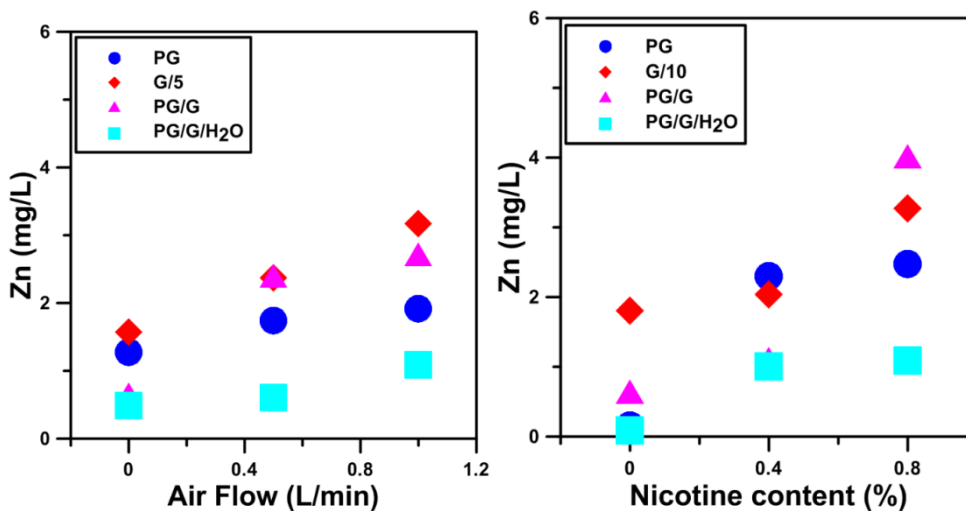 6
PG
G/5
PG/G
PG/G/H2O
4
2
0
Zn (mg/L)
0
0.4
0.8
1.2
Air Flow (L/min)
6
PG
G/10
PG/G
PG/G/H2O
4
2
0
Zn (mg/L)
0
0.4
0.8
Nicotine content (%)